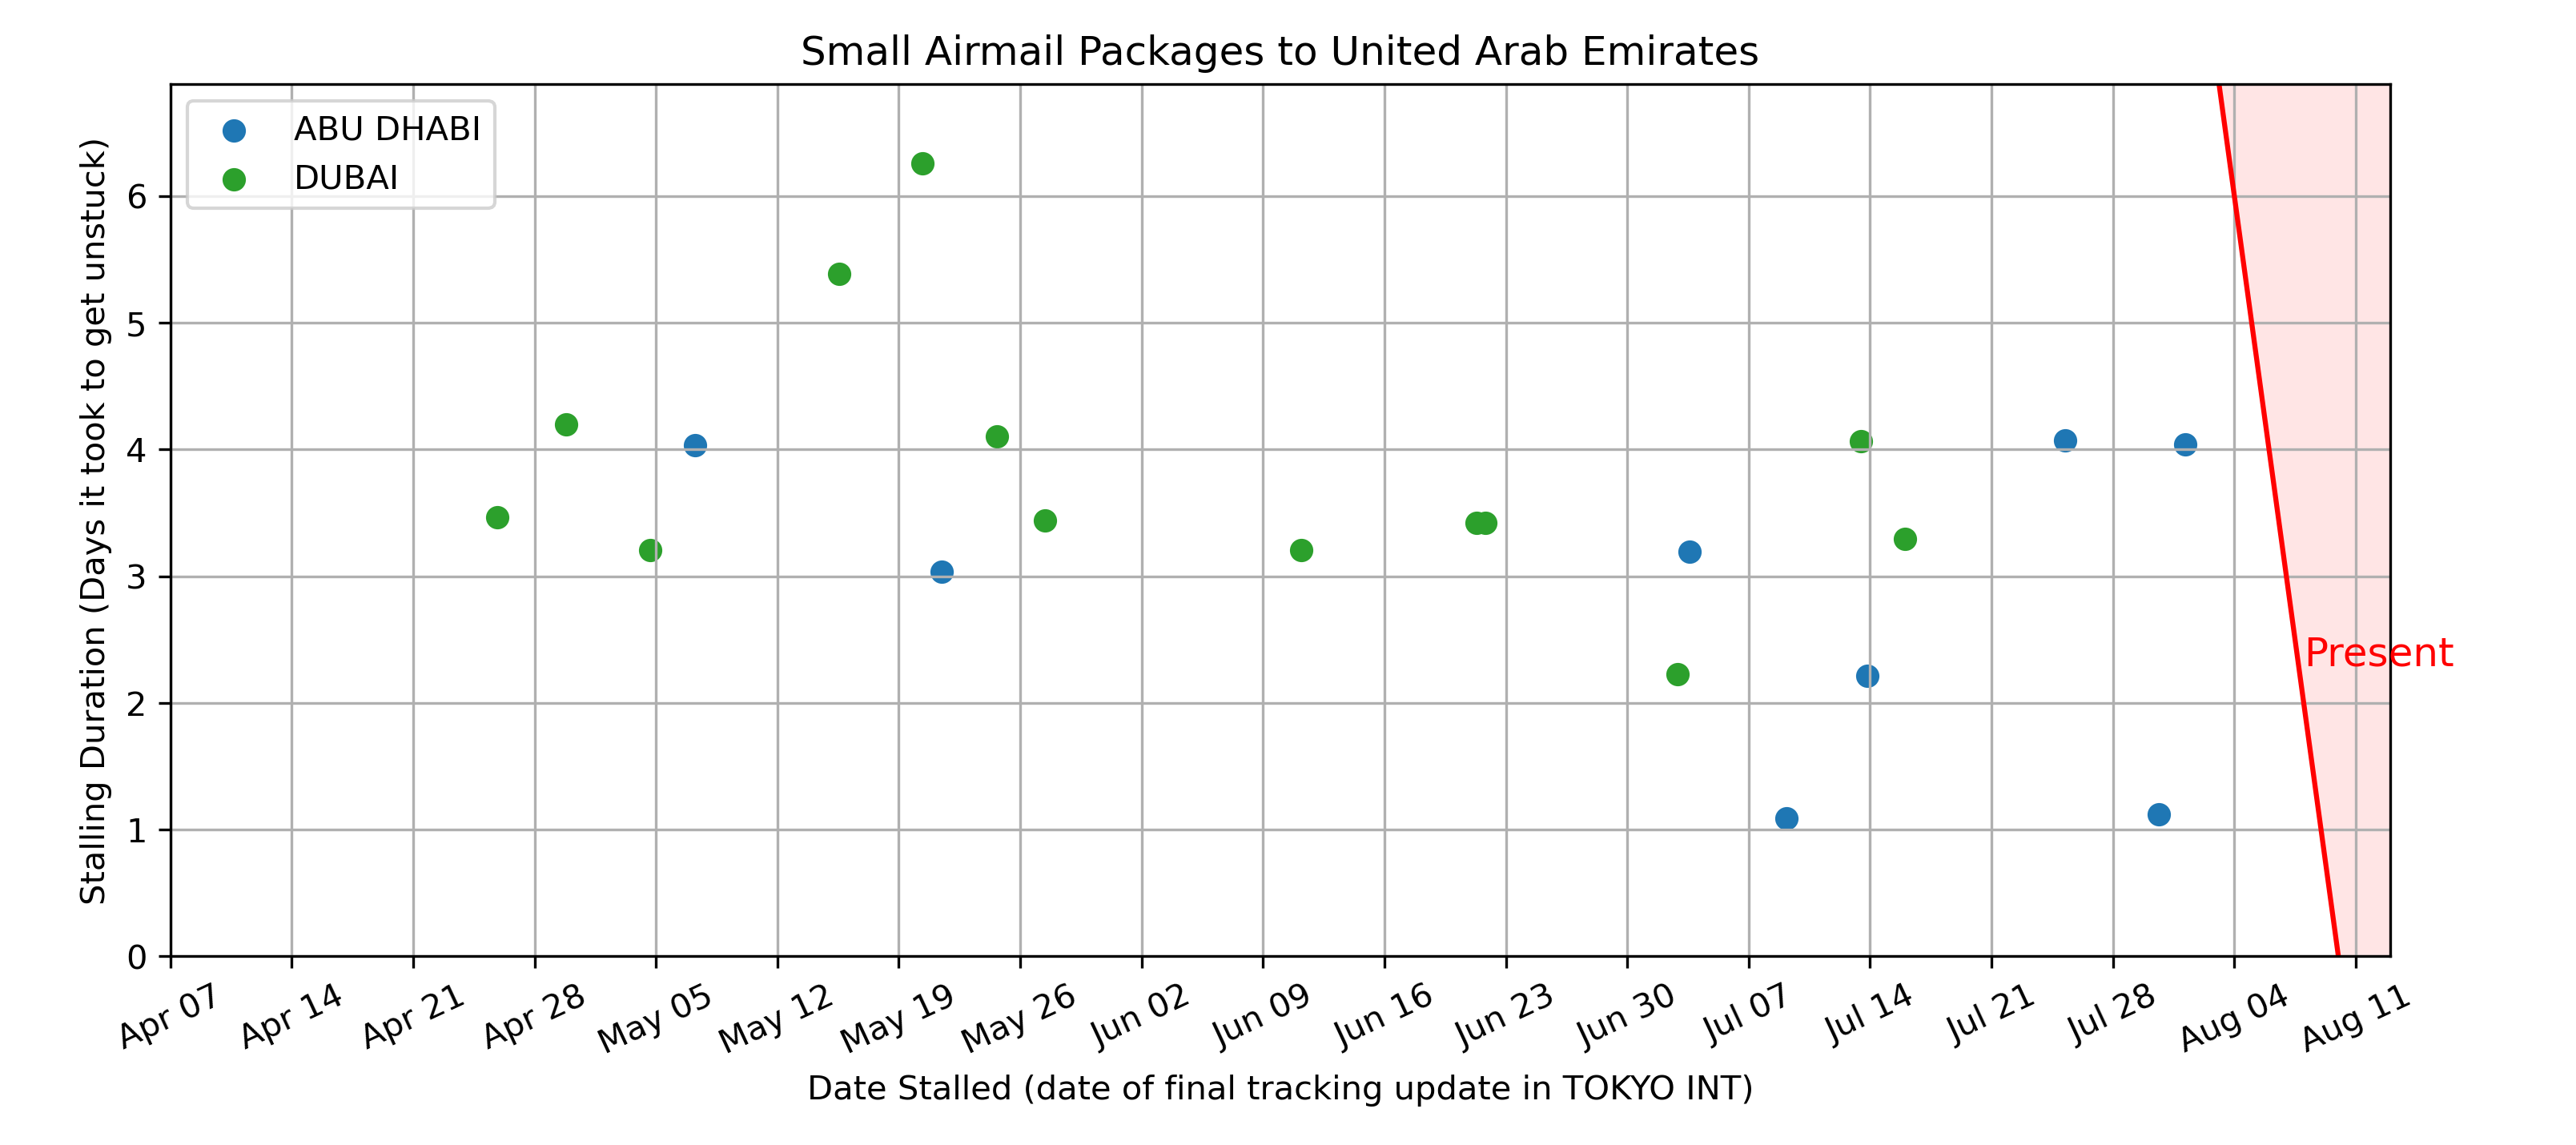 Small Airmail Packages to United Arab Emirates
ABU DHABI
DUBAI
Stalling Duration (Days it took to get unstuck)
6
5
4
3
2
1
0
Present
Apr 07
Apr 14
Apr 21
Apr 28
May 05
May 12
May 19
May 26
Jun 02
Jun 09
Jun 16
Jun 23
Jun 30
Jul 07
Jul 14
Jul 21
Jul 28
Aug 04
Aug 11
Date Stalled (date of final tracking update in TOKYO INT)